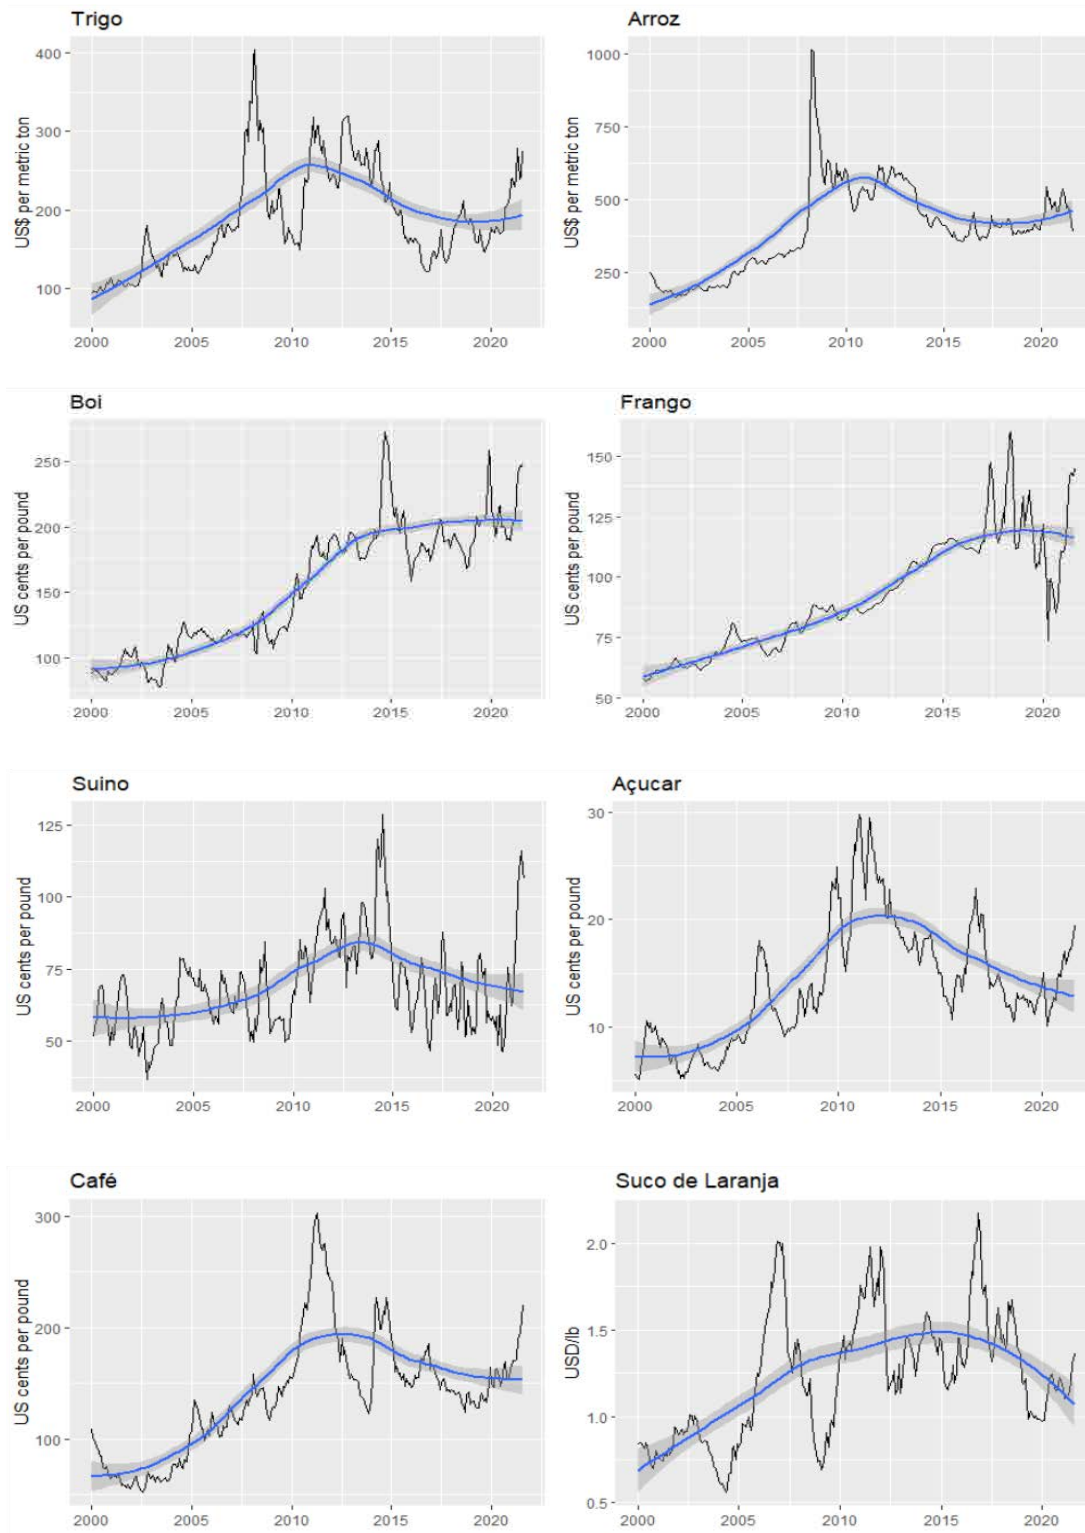 Trigo
US$ per metric ton
400
300
200
100
2000 2005 2010 2015 2020
Arroz
US$ per metric ton
1000
750
500
250
2000 2005 2010 2015 2020
Boi
US cents per pound
250
200
150
100
2000 2005 2010 2015 2020
Frango
US cents per pound
150
125
100
75
50
2000 2005 2010 2015 2020
Suino
US cents per pound
125
100
75
50
2000 2005 2010 2015 2020
Açucar
US cents per pound
30
20
10
2000 2005 2010 2015 2020
Café
US cents per pound
300
200
100
2000 2005 2010 2015 2020
Suco de Laranja
USD/lb
2.0
1.5
1.0
0.5
2000 2005 2010 2015 2020